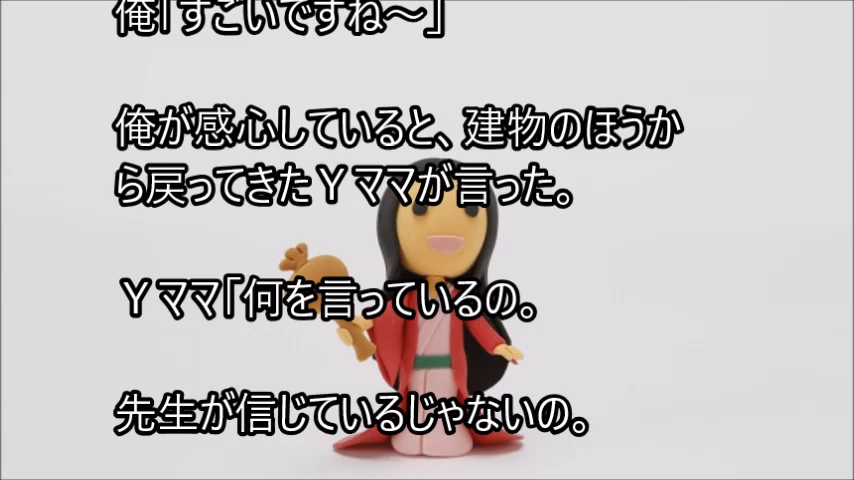 俺「すごいですね～」
俺が感心していると、建物のほうか
ら戻ってきたＹママが言った。
Ｙママ「何を言っているの。
先生が信じているじゃないの。